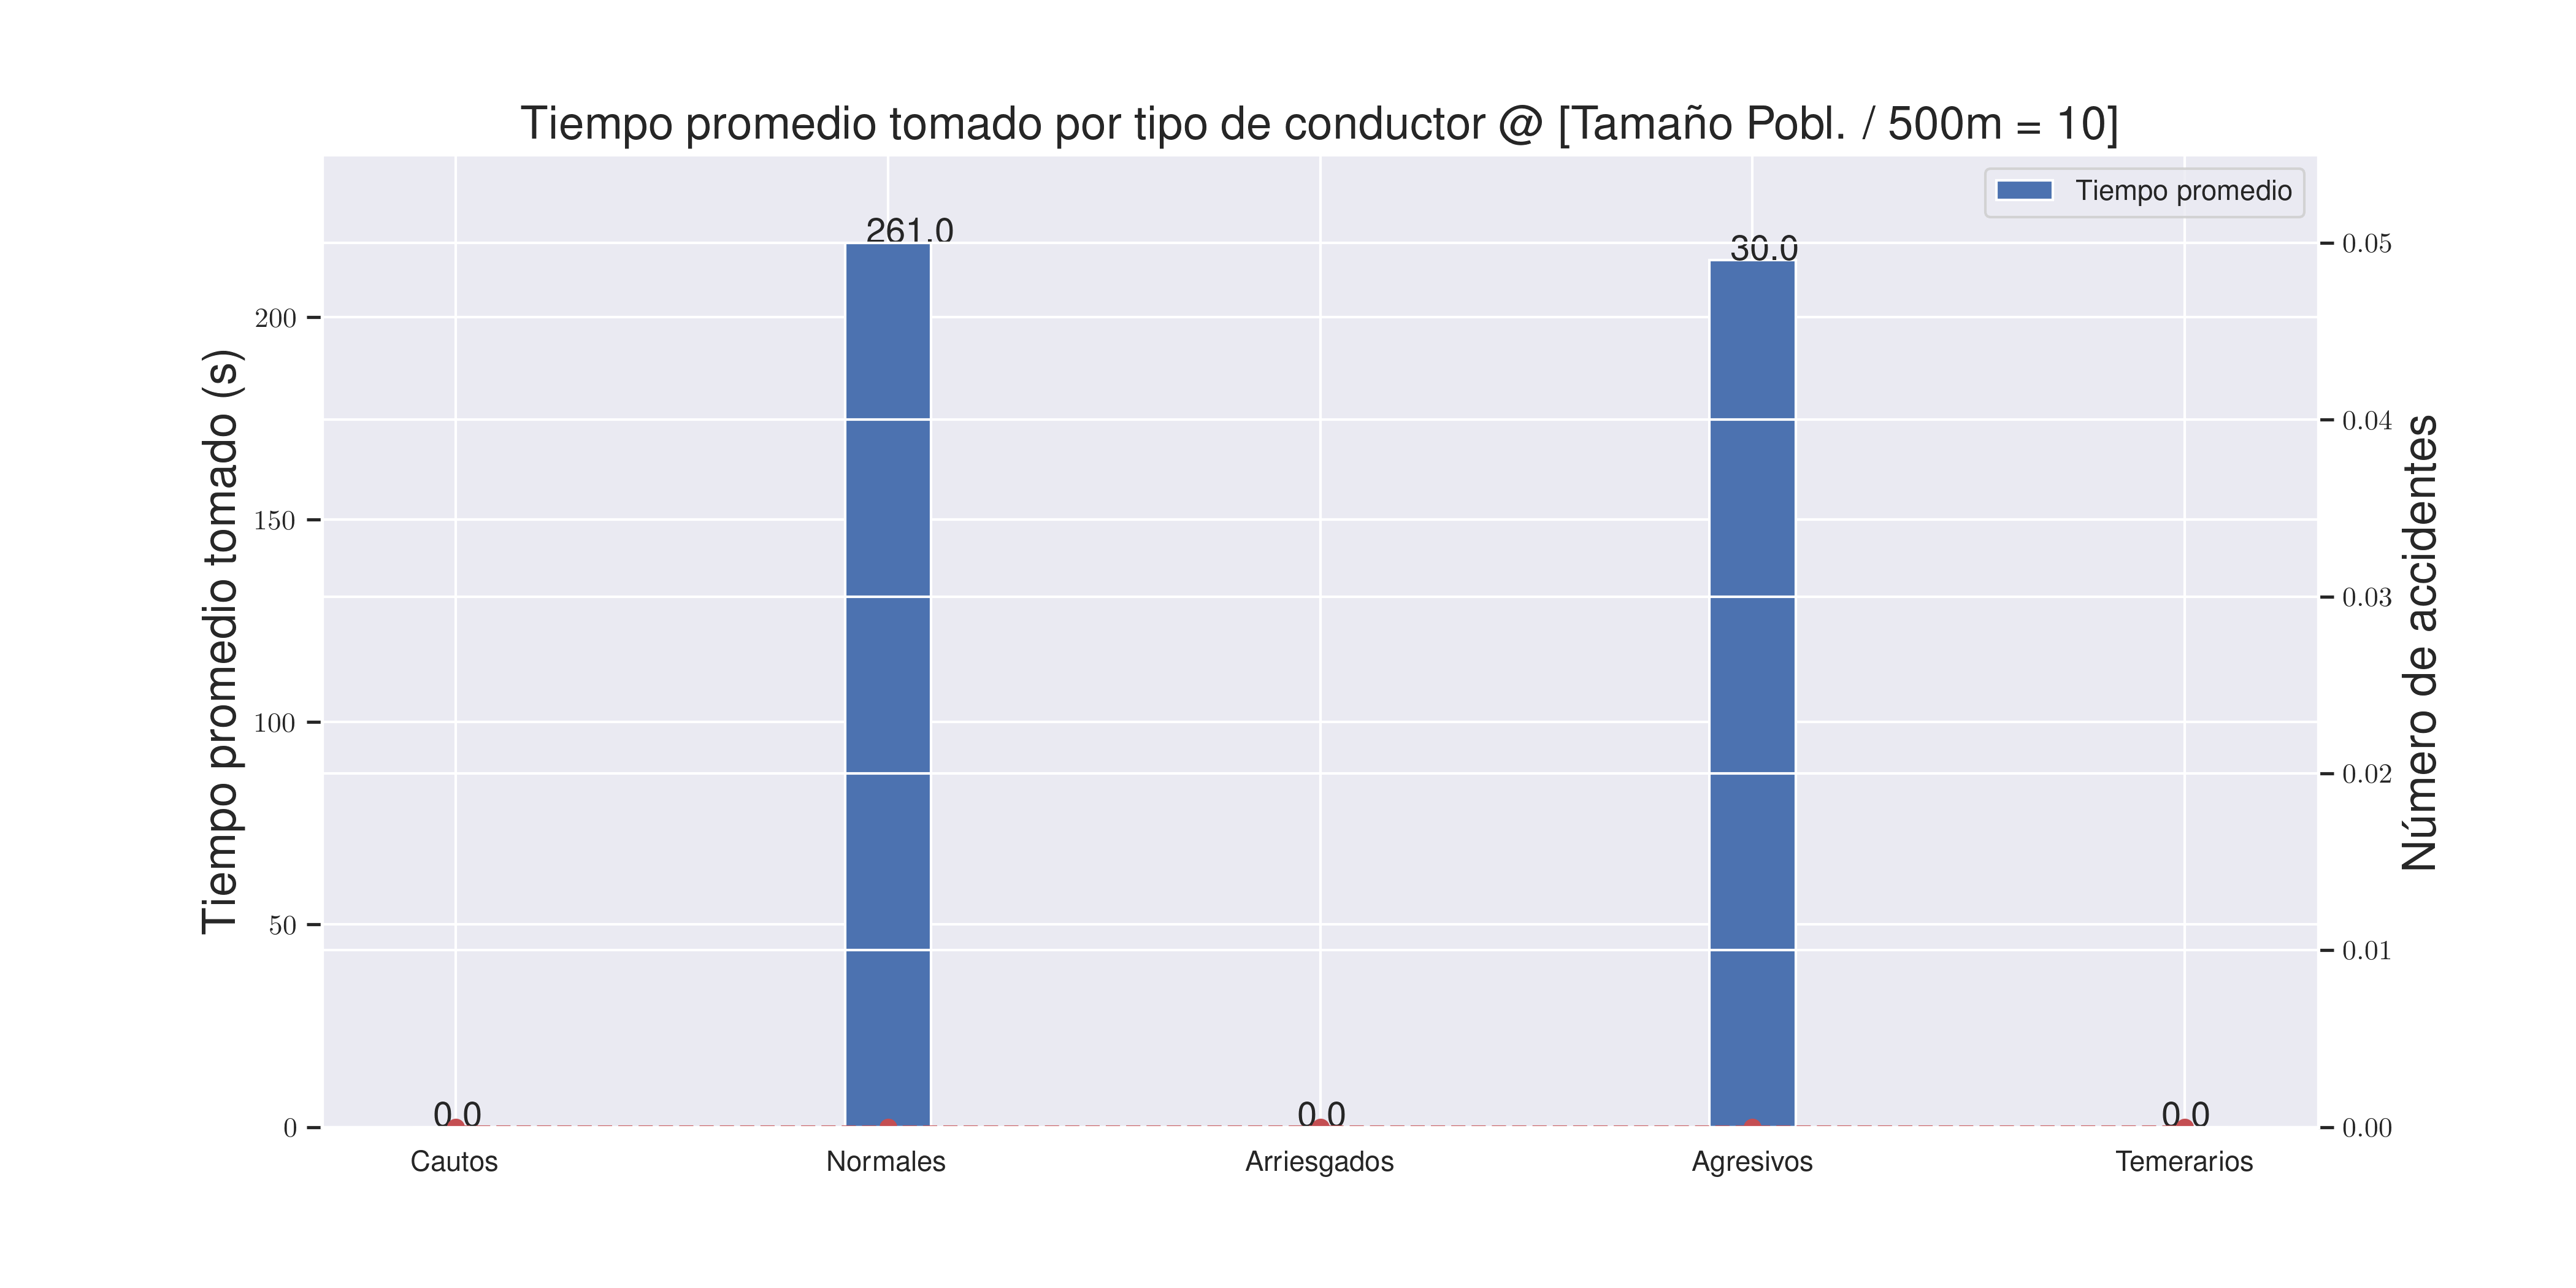 Tiempo promedio tomado por tipo de conductor @ [Tamaño Pobl. / 500m = 10]
Tiempo promedio
Tiempo promedio tomado (s)
200
150
100
50
0
261.0
30.0
0.0
0.0
0.0
0.05
0.04
0.03
0.02
0.01
0.00
Número de accidentes
Cautos
Normales
Arriesgados
Agresivos
Temerarios